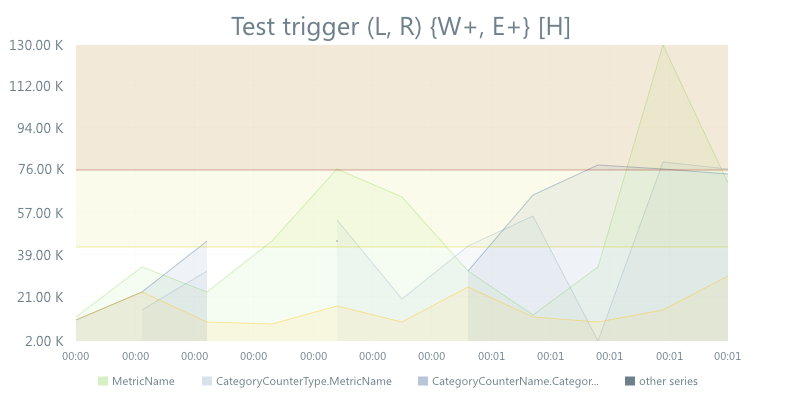 Test trigger (L, R) {W+, E+} [H]
130.00 K
112.00 K
94.00 K
76.00 K
57.00 K
39.00 K
21.00 K
2.00 K
00:00 00:00 00:00 00:00 00:00 00:00 00:00 00:01 00:01 00:01 00:01 00:01
MetricName CategoryCounterType.MetricName CategoryCounterName.Categor... other series